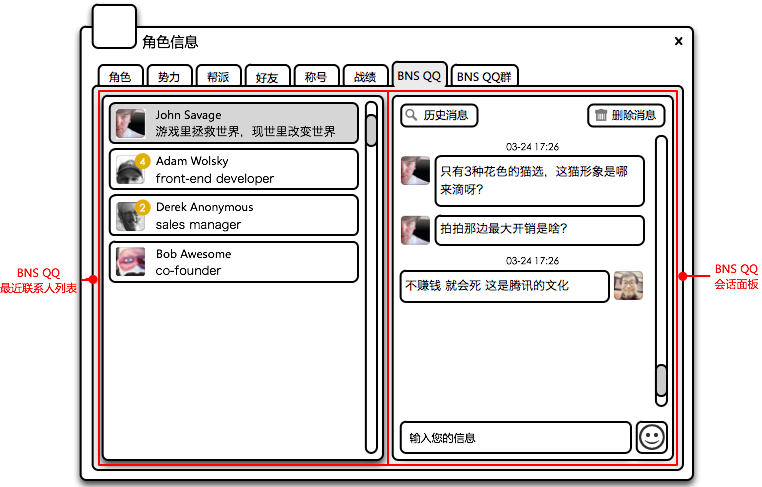 角色信息
×
角色 势力 帮派 好友 称号 战绩 BNS QQ BNS QQ群
John Savage
游戏里拯救世界，现世里改变世界
4
Adam Wolsky
front-end developer
2
Derek Anonymous
sales manager
Bob Awesome
co-founder
历史消息
删除消息
03-24 17:26
只有3种花色的猫选，这猫形象是哪
来滴呀？
拍拍那边最大开销是啥？
03-24 17:26
不赚钱 就会死 这是腾讯的文化
输入您的信息
BNS QQ
最近联系人列表
BNS QQ
会话面板